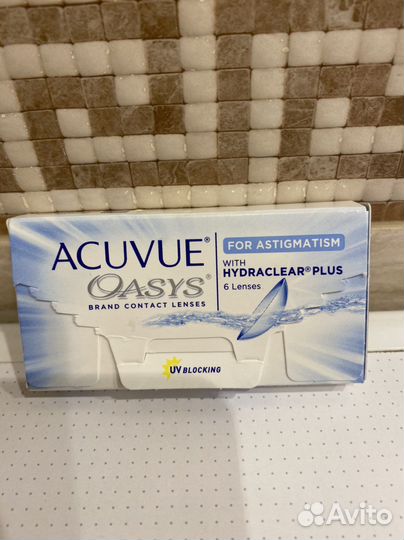 ACUVUE®
OASYS®
BRAND CONTACT LENSES
FOR ASTIGMATISM
WITH
HYDRACLEAR® PLUS
6 Lenses
UV BLOCKING
Avito